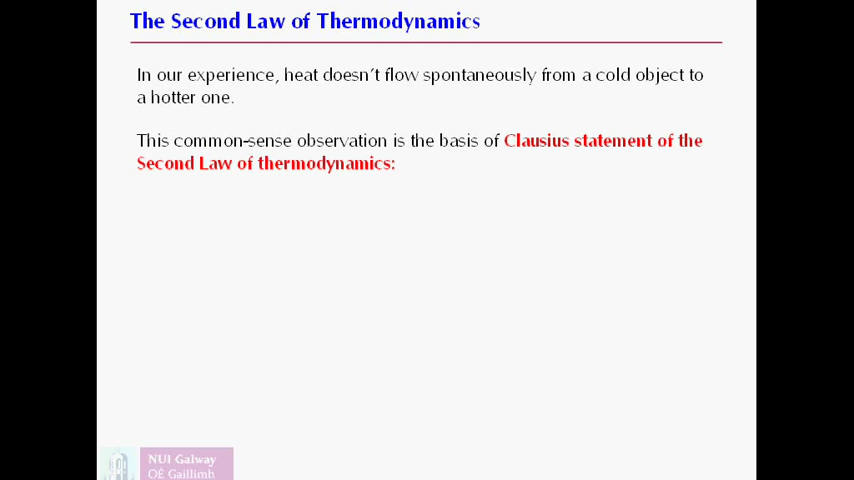 The Second Law of Thermodynamics
In our experience, heat doesn’t flow spontaneously from a cold object to
a hotter one.
This common-sense observation is the basis of Clausius statement of the
Second Law of thermodynamics:
NUI Galway
OÉ Gaillimh